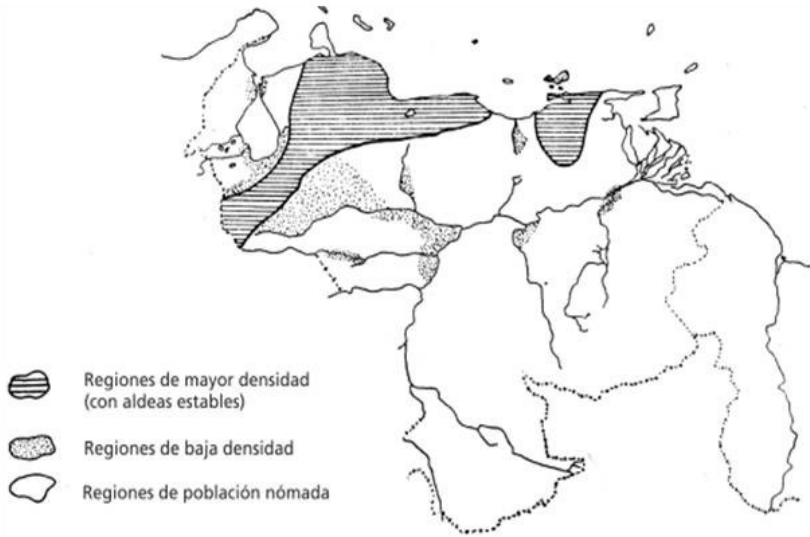 Regiones de mayor densidad
(con aldeas estables)
Regiones de baja densidad
Regiones de población nómada